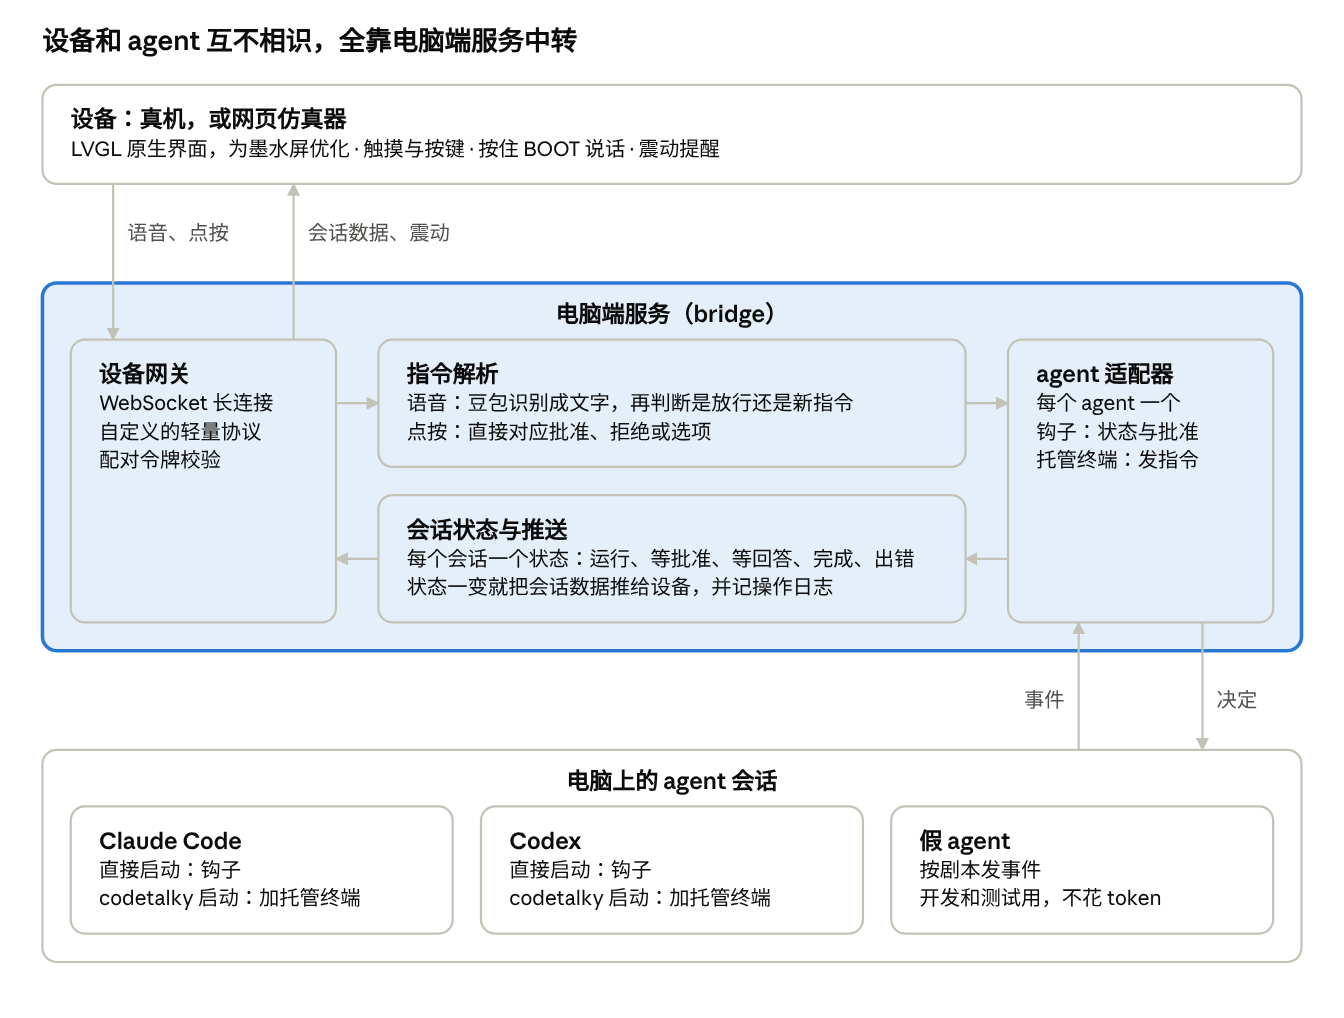 设备和 agent 互不相识，全靠电脑端服务中转
设备：真机，或网页仿真器
LVGL 原生界面，为墨水屏优化 · 触摸与按键 · 按住 BOOT 说话 · 震动提醒
语音、点按
会话数据、震动
电脑端服务（bridge）
设备网关
WebSocket 长连接
自定义的轻量协议
配对令牌校验
指令解析
语音：豆包识别成文字，再判断是放行还是新指令
点按：直接对应批准、拒绝或选项
agent 适配器
每个 agent 一个
钩子：状态与批准
托管终端：发指令
会话状态与推送
每个会话一个状态：运行、等批准、等回答、完成、出错
状态一变就把会话数据推给设备，并记操作日志
事件
决定
电脑上的 agent 会话
Claude Code
直接启动：钩子
codetalky 启动：加托管终端
Codex
直接启动：钩子
codetalky 启动：加托管终端
假 agent
按剧本发事件
开发和测试用，不花 token